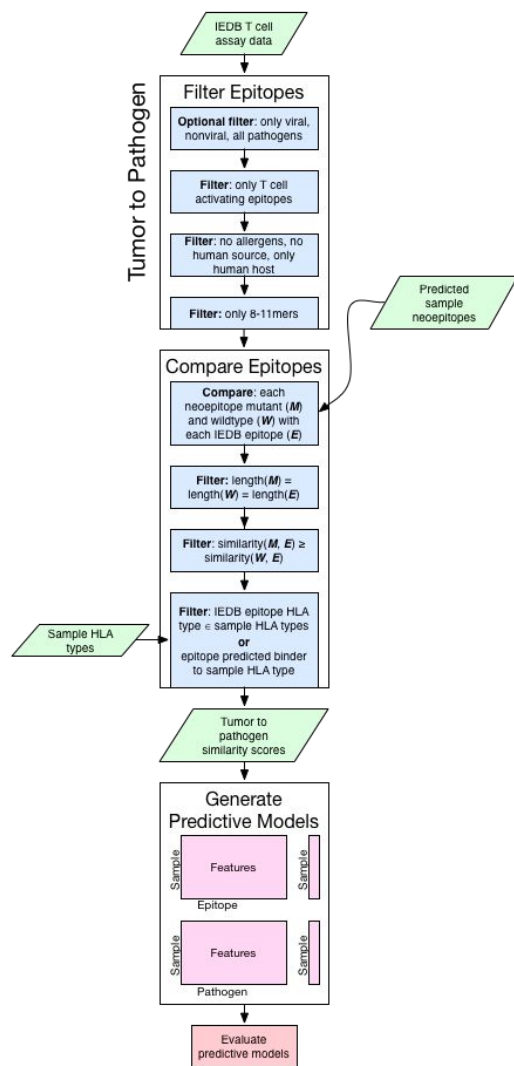 IEDB T cell
assay data
Tumor to Pathogen
Filter Epitopes
Optional filter: only viral,
nonviral, all pathogens
Filter: only T cell
activating epitopes
Filter: no allergens, no
human source, only
human host
Filter: only 8-11mers
Predicted
sample
neoepitopes
Compare Epitopes
Compare: each
neoepitope mutant (M)
and wildtype (W) with
each IEDB epitope (E)
Filter: length(M) =
length(W) = length(E)
Filter: similarity(M, E) ≥
similarity(W, E)
Sample HLA
types
Filter: IEDB epitope HLA
type ∈ sample HLA types
or
epitope predicted binder
to sample HLA type
Tumor to
pathogen
similarity scores
Generate
Predictive Models
Sample
Features
Sample
Epitope
Sample
Features
Sample
Pathogen
Evaluate
predictive models